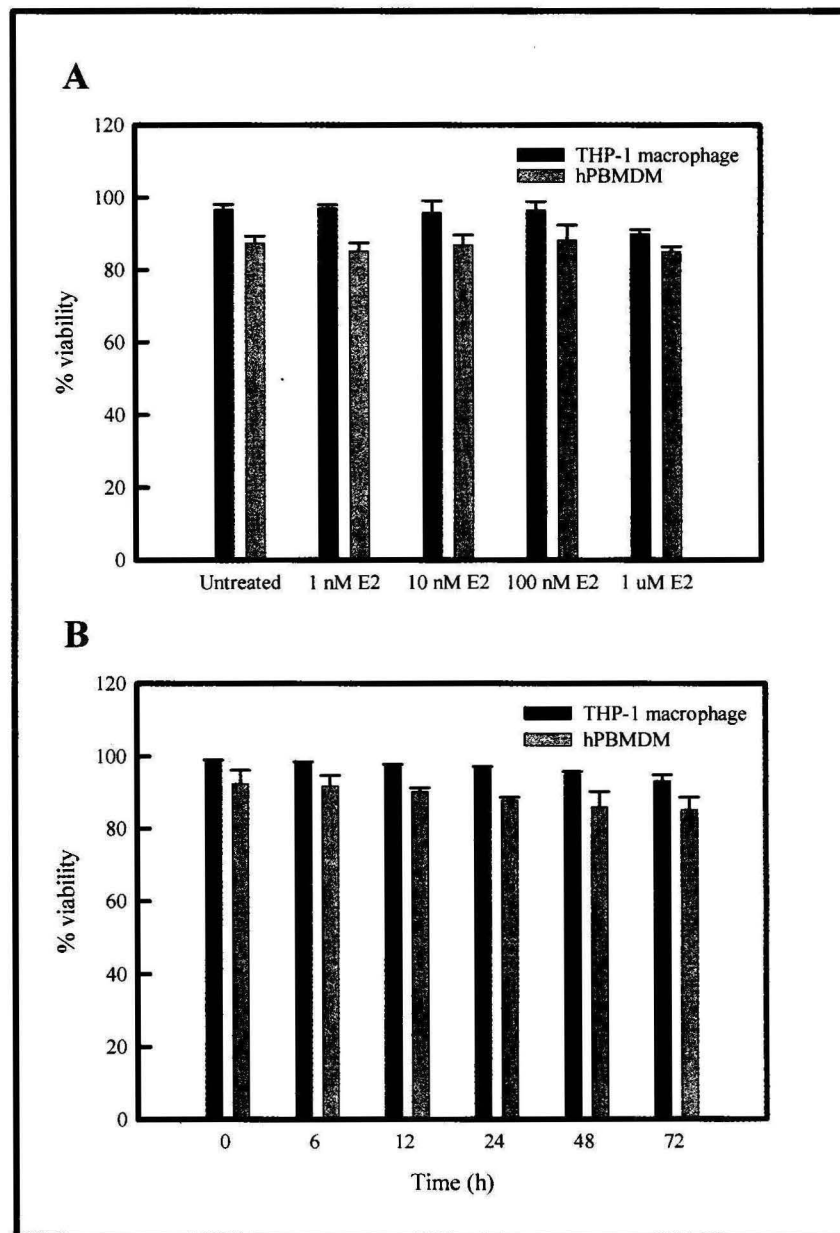 A
120
100
80
60
40
20
0
% viability
THP-1 macrophage
hPBMDM
Untreated 1 nM E2 10 nM E2 100 nM E2 1 uM E2
B
120
100
80
60
40
20
0
% viability
THP-1 macrophage
hPBMDM
0 6 12 24 48 72
Time (h)